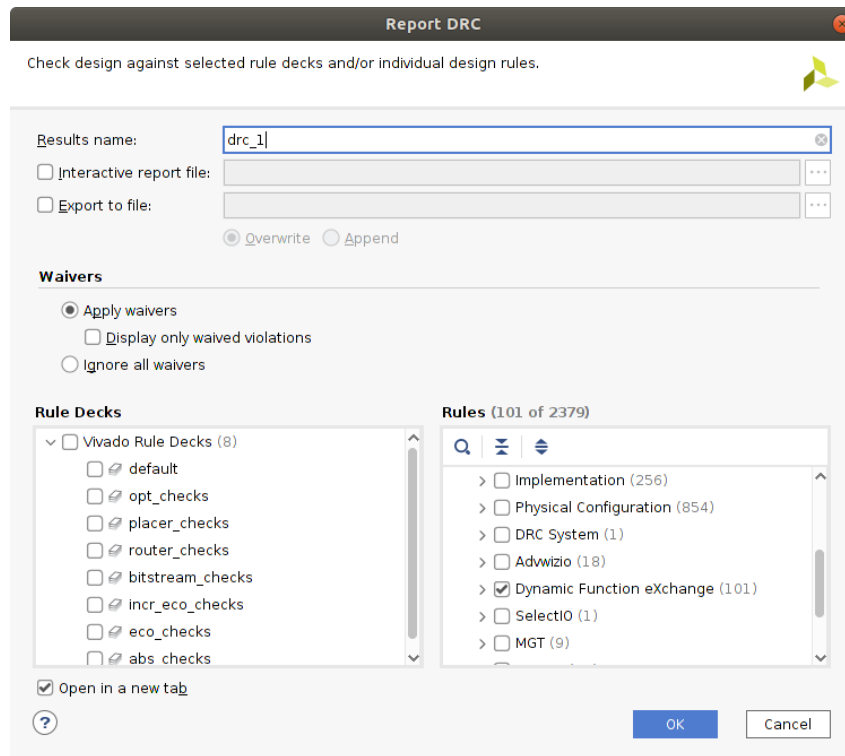 Report DRC
Check design against selected rule decks and/or individual design rules.
Results name: drc_1
Interactive report file: ...
Export to file: ...
Overwrite Append
Waivers
Apply waivers
Display only waived violations
Ignore all waivers
Rule Decks
Vivado Rule Decks (8)
default
opt_checks
placer_checks
router_checks
bitstream_checks
incr_eco_checks
eco_checks
abs_checks
Rules (101 of 2379)
Implementation (256)
Physical Configuration (854)
DRC System (1)
Advwizio (18)
Dynamic Function eXchange (101)
SelectIO (1)
MGT (9)
Open in a new tab
? OK Cancel